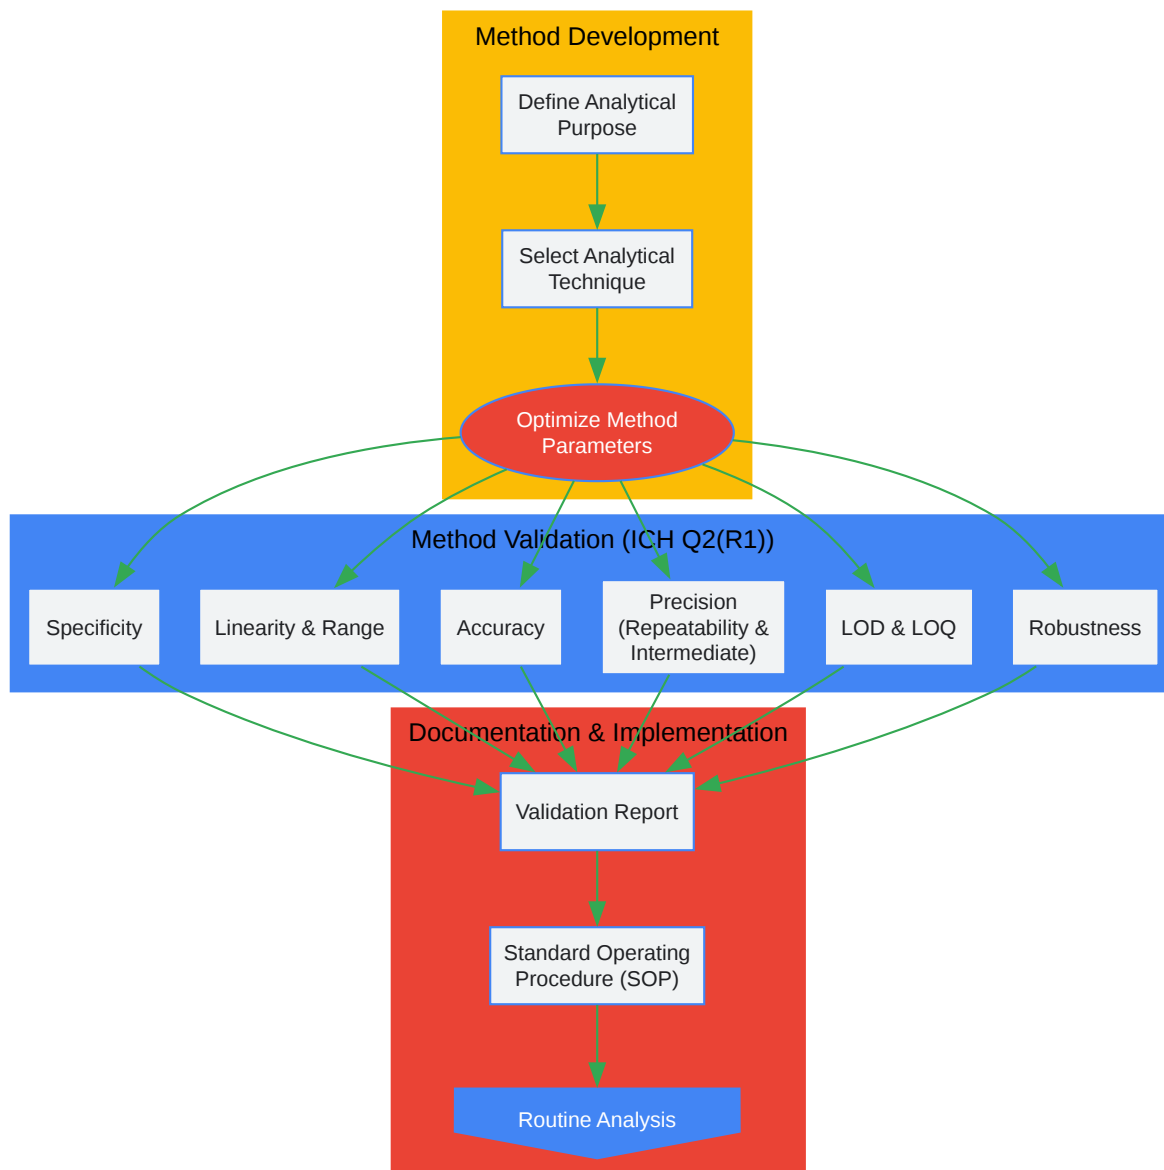 Method Development
Define Analytical
Purpose
Select Analytical
Technique
Optimize Method
Parameters
Method Validation (ICH Q2(R1))
Specificity
Linearity & Range
Accuracy
Precision
(Repeatability &
Intermediate)
LOD & LOQ
Robustness
Documentation & Implementation
Validation Report
Standard Operating
Procedure (SOP)
Routine Analysis